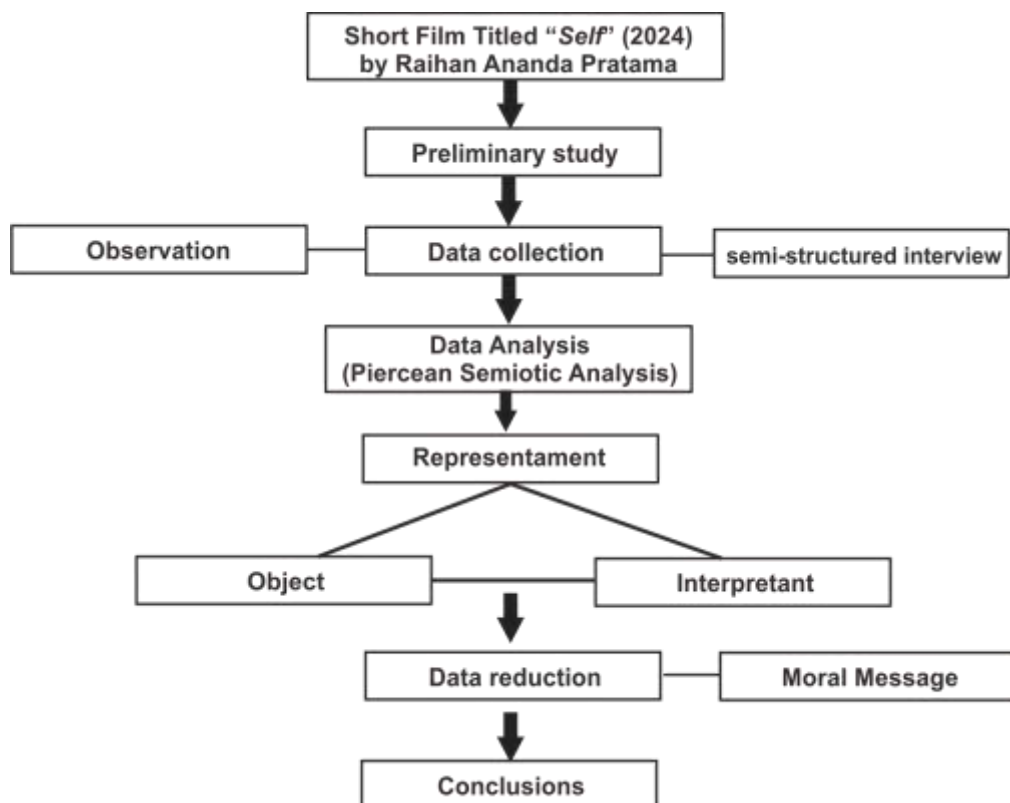 Short Film Titled “Self” (2024)
by Raihan Ananda Pratama
Preliminary study
Observation
Data collection
semi-structured interview
Data Analysis
(Piercean Semiotic Analysis)
Representament
Object
Interpretant
Data reduction
Moral Message
Conclusions